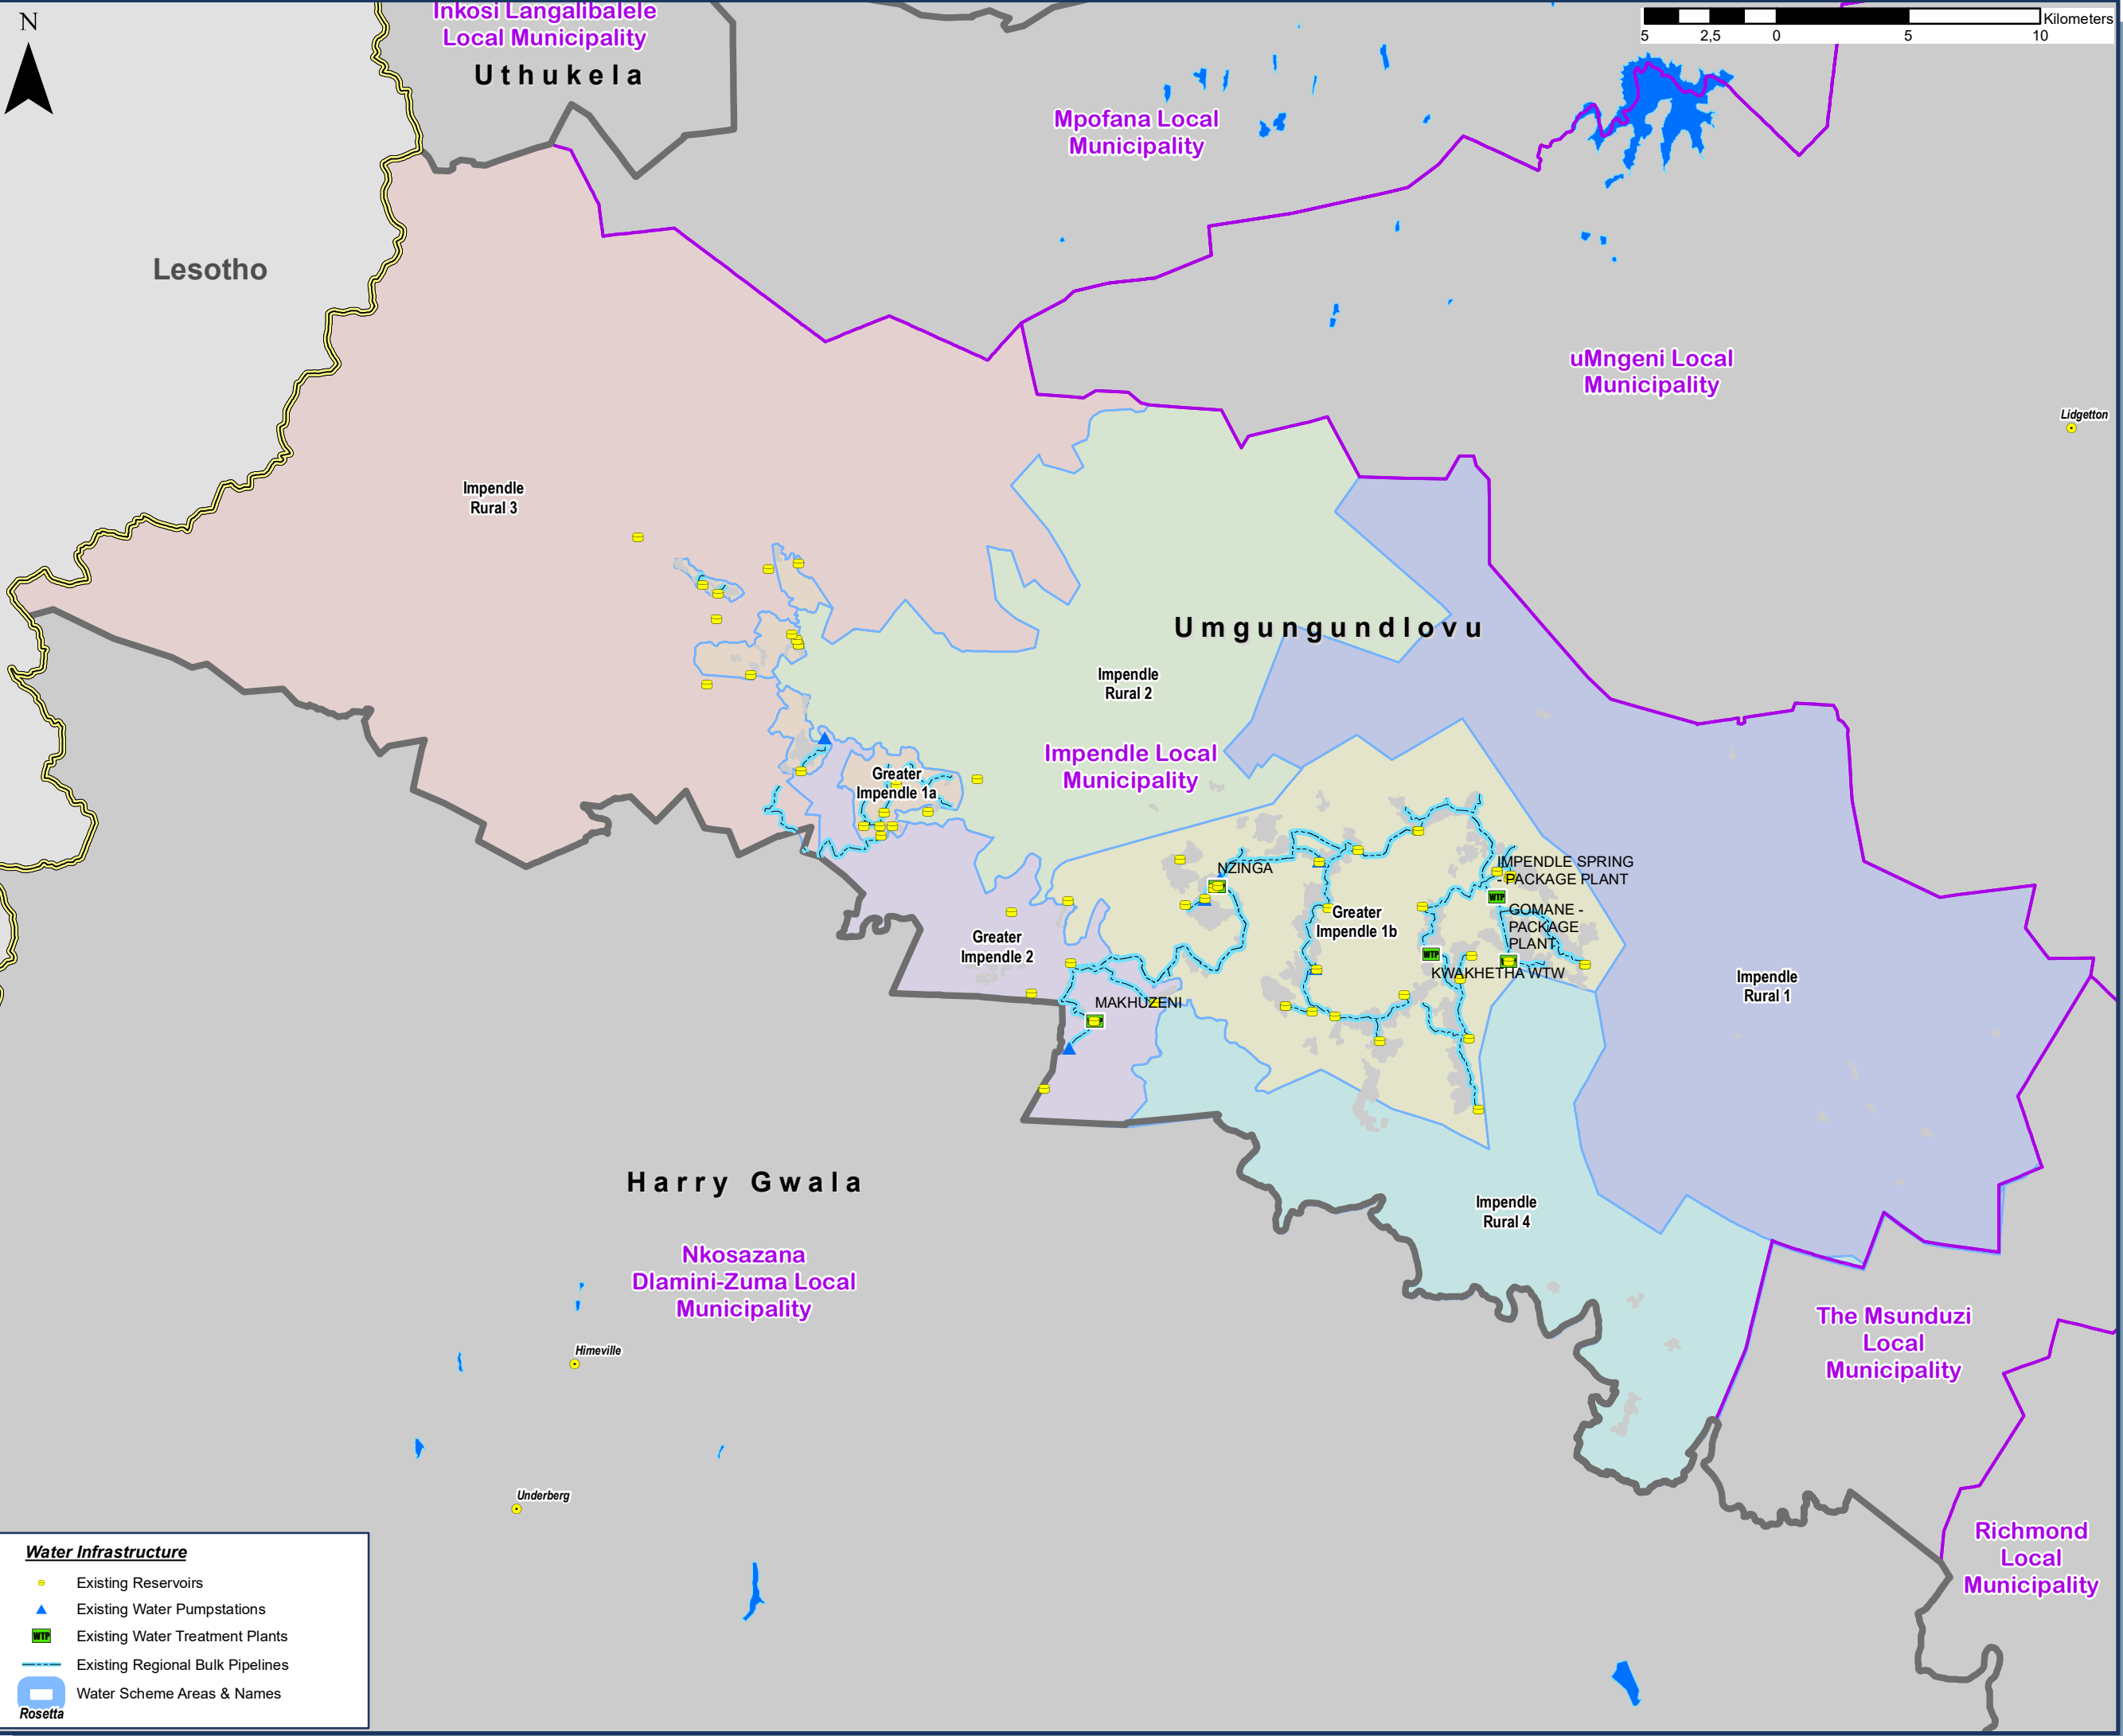 Inkosi Langalibalele
Local Municipality
Uthukela
N
Kilometers
5 2,5 0 5 10
Mpofana Local
Municipality
Lesotho
uMngeni Local
Municipality
Lidgetton
Impendle
Rural 3
Umgungundlovu
Impendle
Rural 2
Impendle Local
Municipality
Greater
Impendle 1a
NZINGA
IMPENDLE SPRING
- PACKAGE PLANT
WTP
GOMANE -
PACKAGE
PLANT
Greater
Impendle 1b
WTP
KWAKHETHA WTW
Greater
Impendle 2
MAKHUZENI
Impendle
Rural 1
Harry Gwala
Impendle
Rural 4
Nkosazana
Dlamini-Zuma Local
Municipality
The Msunduzi
Local
Municipality
Himeville
Underberg
Richmond
Local
Municipality
Water Infrastructure
Existing Reservoirs
Existing Water Pumpstations
WTP Existing Water Treatment Plants
Existing Regional Bulk Pipelines
Water Scheme Areas & Names
Rosetta